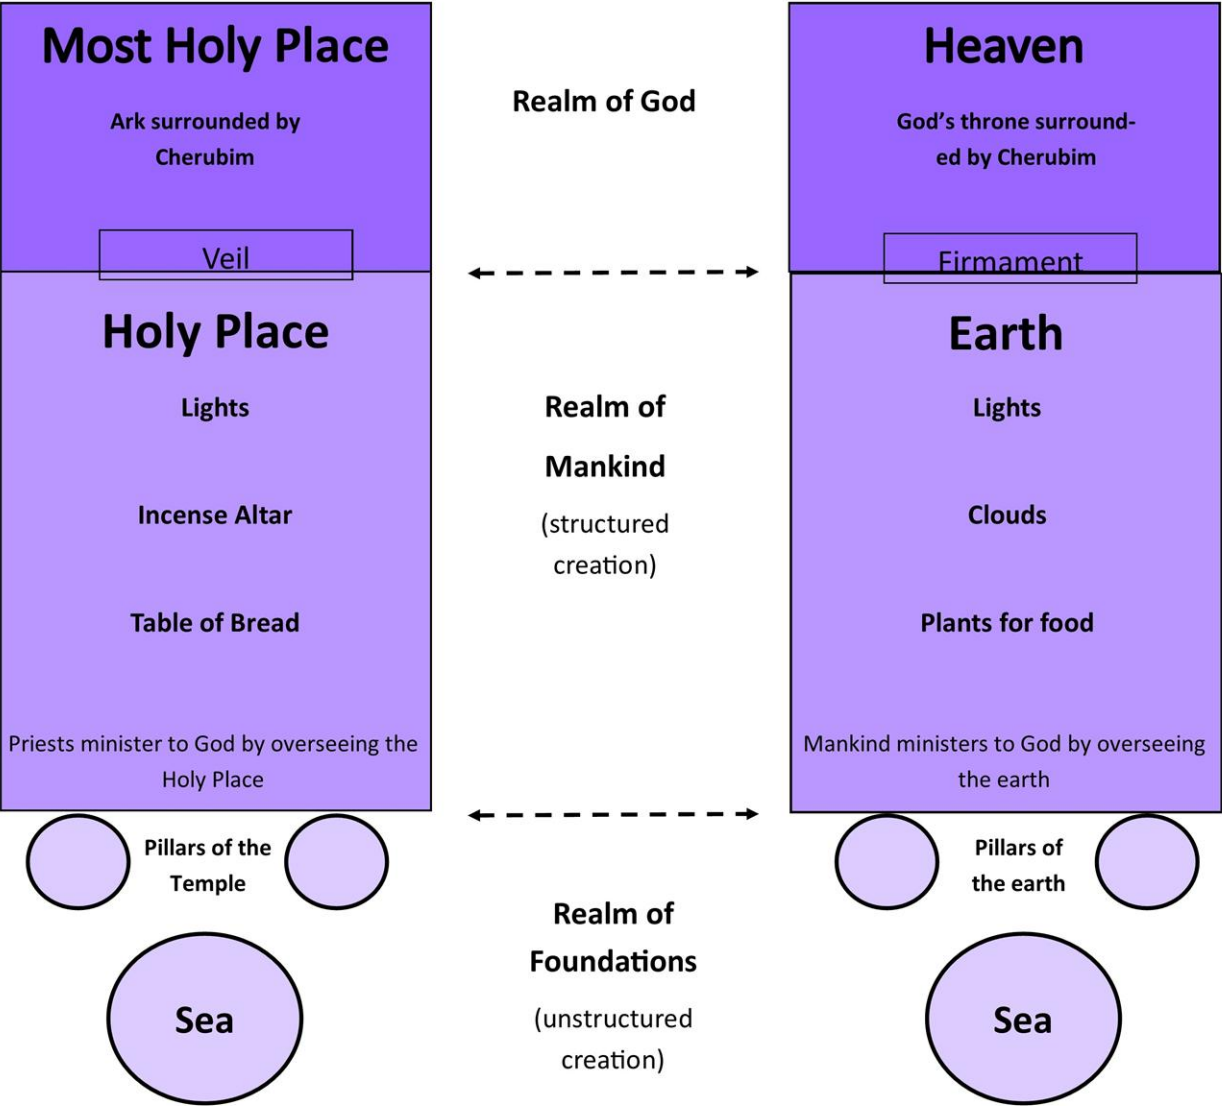 Most Holy Place
Ark surrounded by
Cherubim
Veil
Holy Place
Lights
Incense Altar
Table of Bread
Priests minister to God by overseeing the
Holy Place
Pillars of the
Temple
Sea
Realm of God
Realm of
Mankind
(structured
creation)
Realm of
Foundations
(unstructured
creation)
Heaven
God's throne surround-
ed by Cherubim
Firmament
Earth
Lights
Clouds
Plants for food
Mankind ministers to God by overseeing
the earth
Pillars of
the earth
Sea